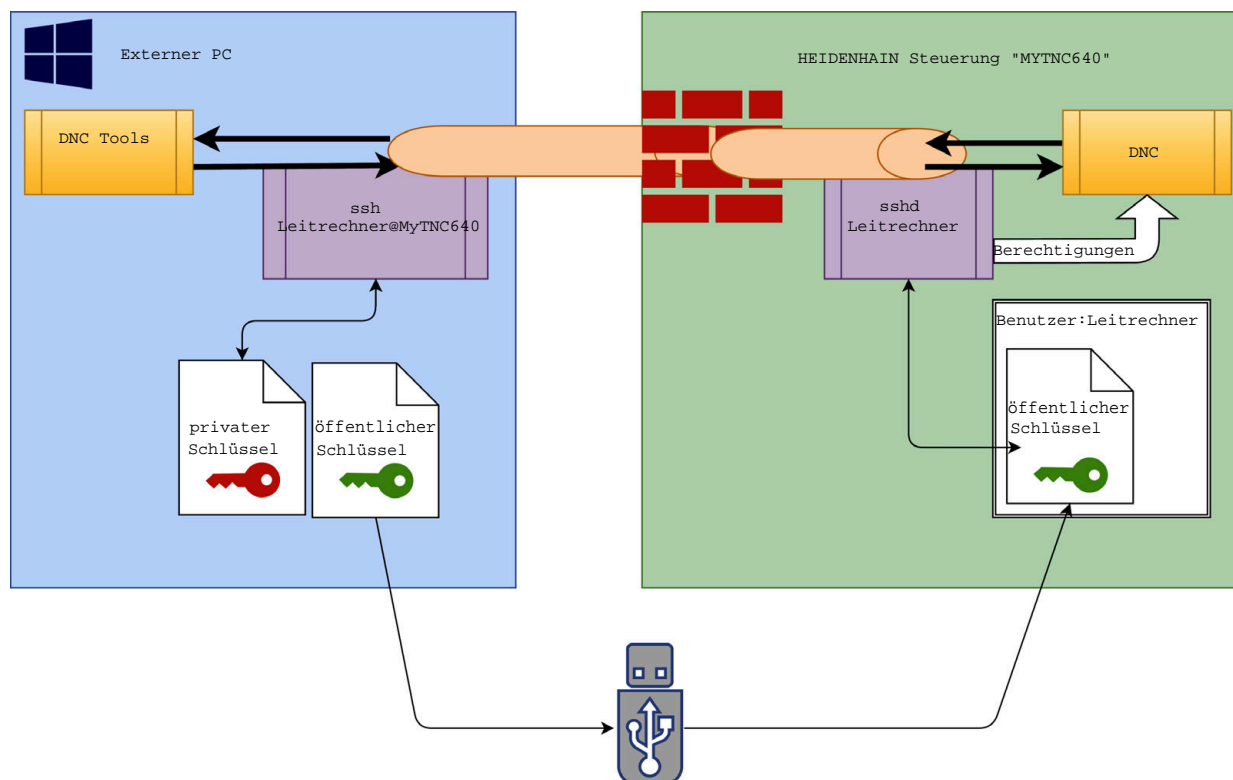 Externer PC
HEIDENHAIN Steuerung "MYTNC640"
DNC Tools
DNC
ssh
Leitrechner@MyTNC640
sshd
Leitrechner
Berechtigungen
Benutzer:Leitrechner
privater
Schlüssel
öffentlicher
Schlüssel
öffentlicher
Schlüssel